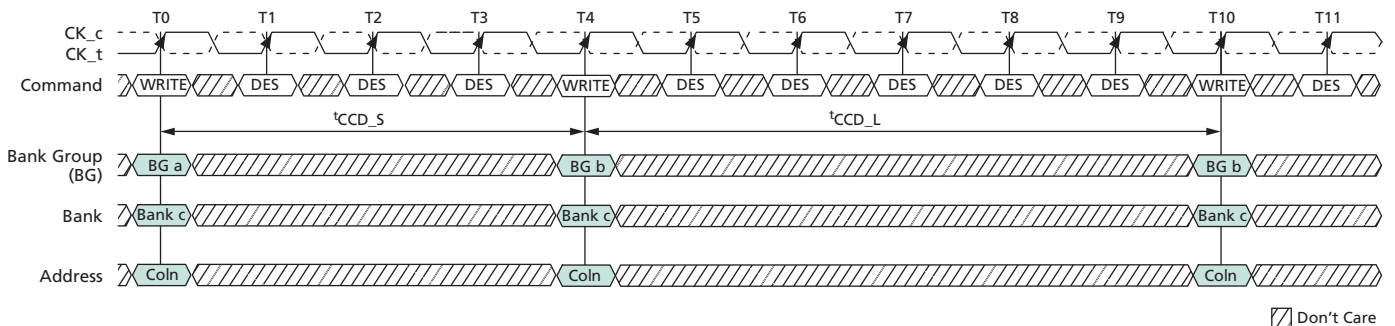 T0 T1 T2 T3 T4 T5 T6 T7 T8 T9 T10 T11
CK_c
CK_t
Command WRITE DES DES DES WRITE DES DES DES DES DES WRITE DES
tCCD_S tCCD_L
Bank Group
(BG) BG a BG b BG b
Bank Bank c Bank c Bank c
Address Coln Coln Coln
Don't Care